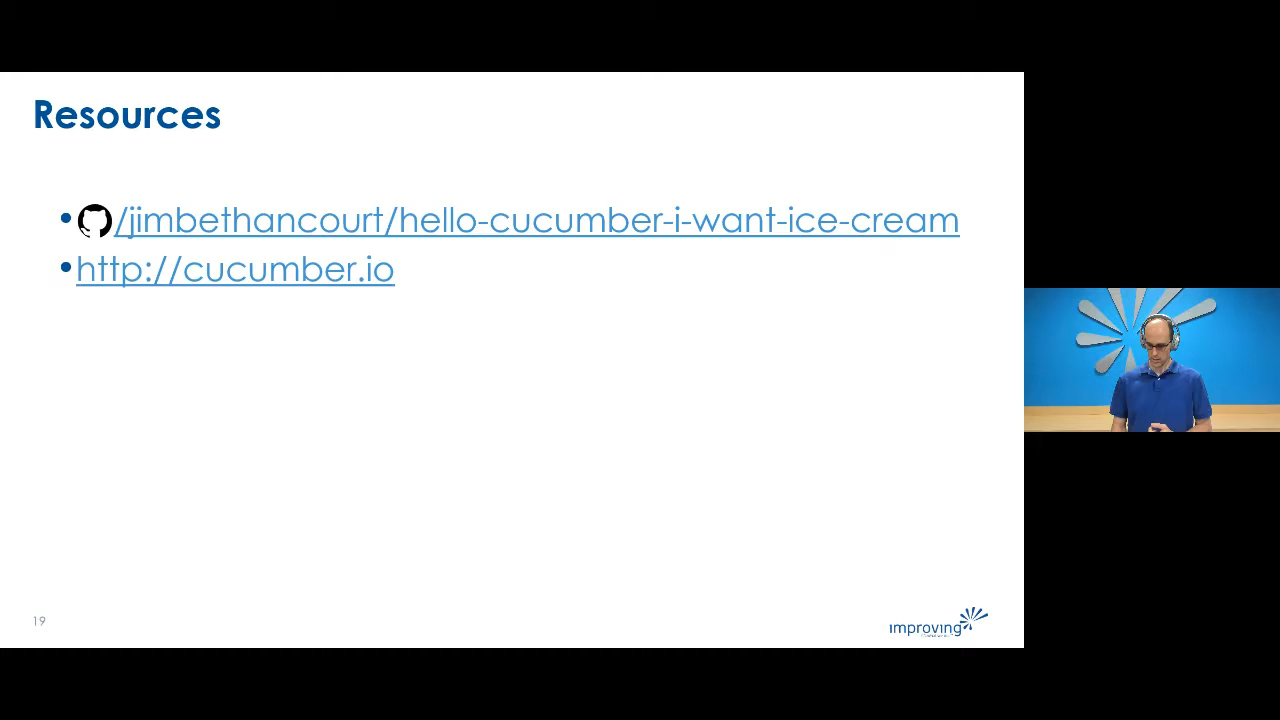 Resources
•/jimbethancourt/hello-cucumber-i-want-ice-cream
•http://cucumber.io
19
improving